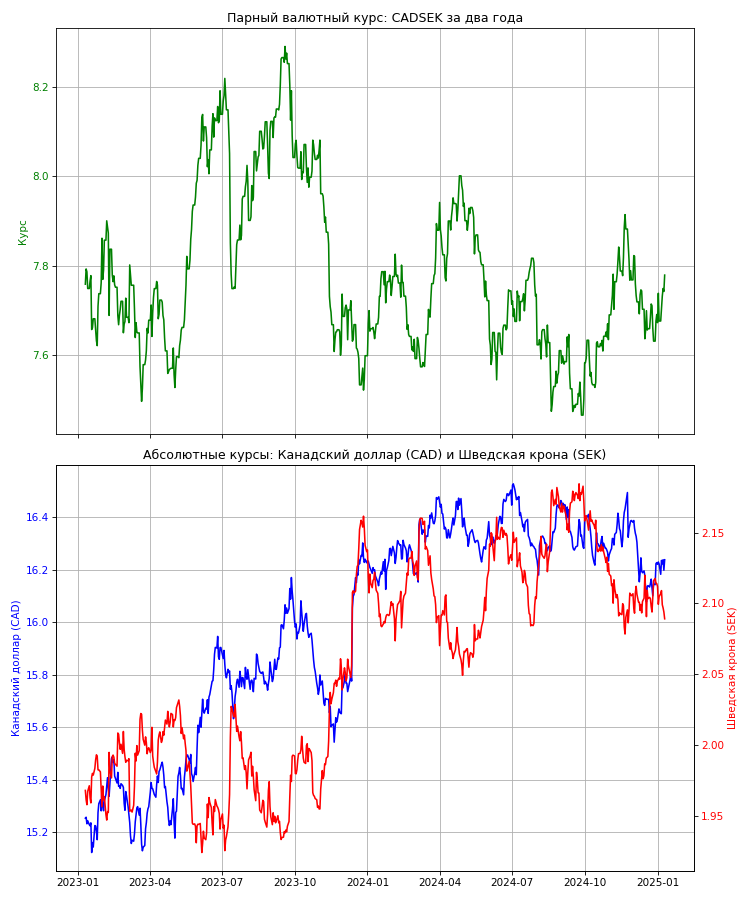 Парный валютный курс: CADSEK за два года
8.2
8.0
7.8
7.6
Курс
Абсолютные курсы: Канадский доллар (CAD) и Шведская крона (SEK)
16.4
16.2
16.0
15.8
15.6
15.4
15.2
Канадский доллар (CAD)
2.15
2.10
2.05
2.00
1.95
Шведская крона (SEK)
2023-01 2023-04 2023-07 2023-10 2024-01 2024-04 2024-07 2024-10 2025-01